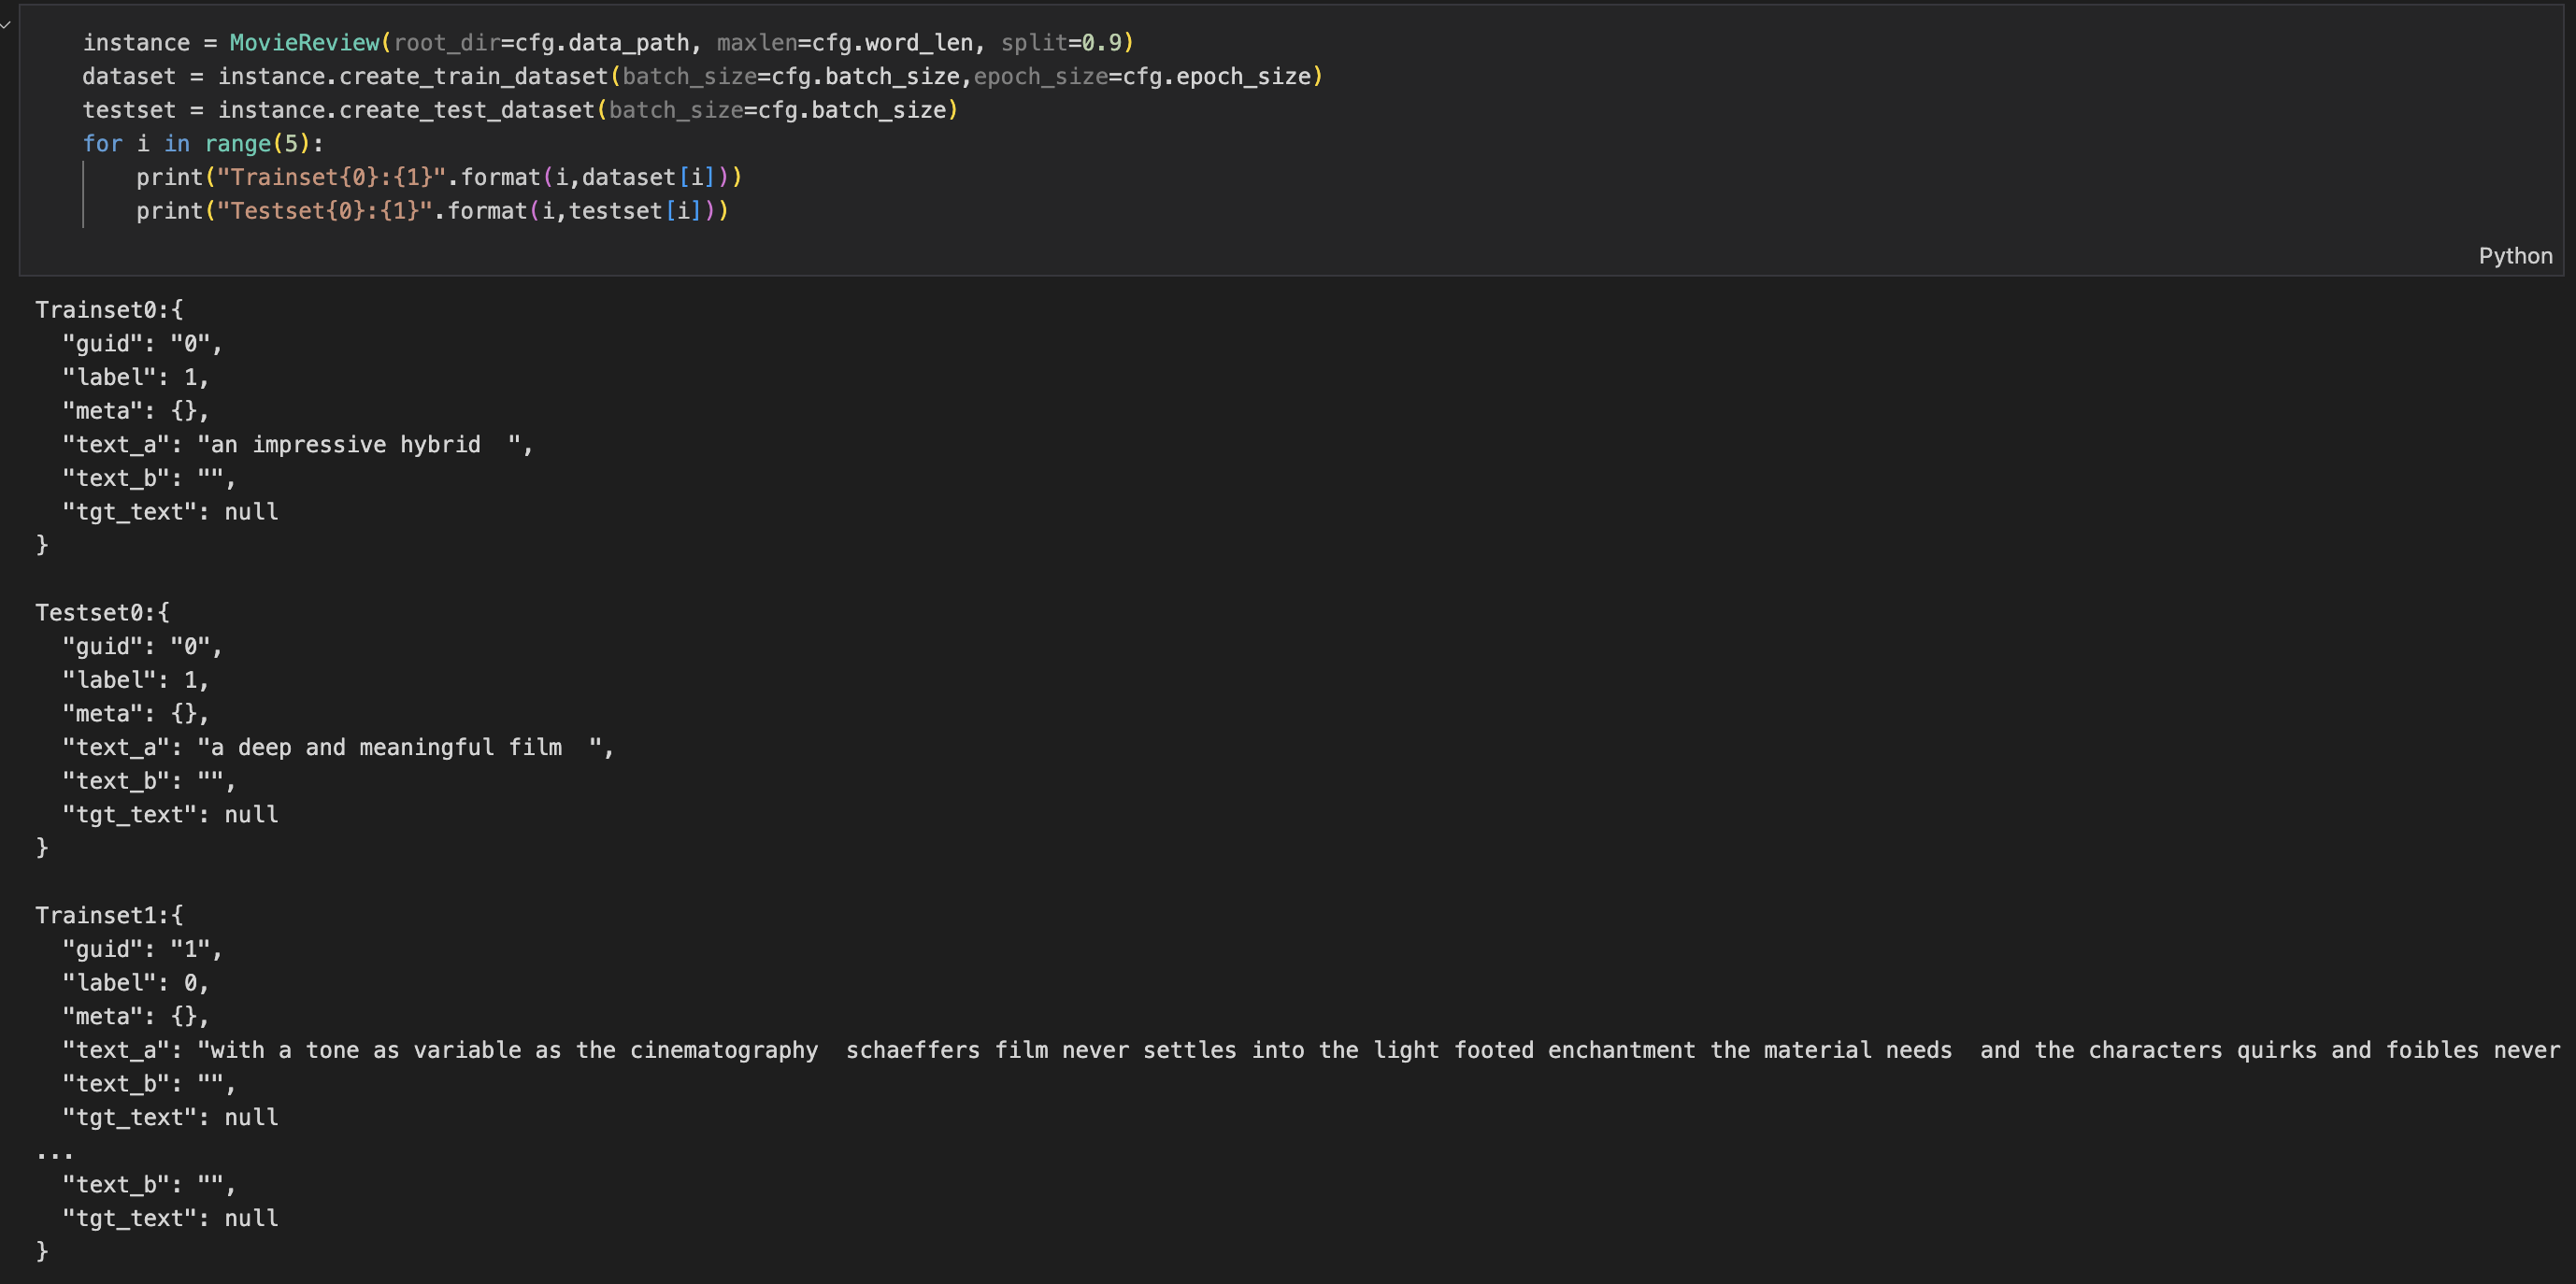 instance = MovieReview(root_dir=cfg.data_path, maxlen=cfg.word_len, split=0.9)
dataset = instance.create_train_dataset(batch_size=cfg.batch_size,epoch_size=cfg.epoch_size)
testset = instance.create_test_dataset(batch_size=cfg.batch_size)
for i in range(5):
    print("Trainset{0}:{1}".format(i,dataset[i]))
    print("Testset{0}:{1}".format(i,testset[i]))
Python
Trainset0:{
  "guid": "0",
  "label": 1,
  "meta": {},
  "text_a": "an impressive hybrid  ",
  "text_b": "",
  "tgt_text": null
}
Testset0:{
  "guid": "0",
  "label": 1,
  "meta": {},
  "text_a": "a deep and meaningful film  ",
  "text_b": "",
  "tgt_text": null
}
Trainset1:{
  "guid": "1",
  "label": 0,
  "meta": {},
  "text_a": "with a tone as variable as the cinematography  schaeffers film never settles into the light footed enchantment the material needs  and the characters quirks and foibles never
  "text_b": "",
  "tgt_text": null
...
  "text_b": "",
  "tgt_text": null
}